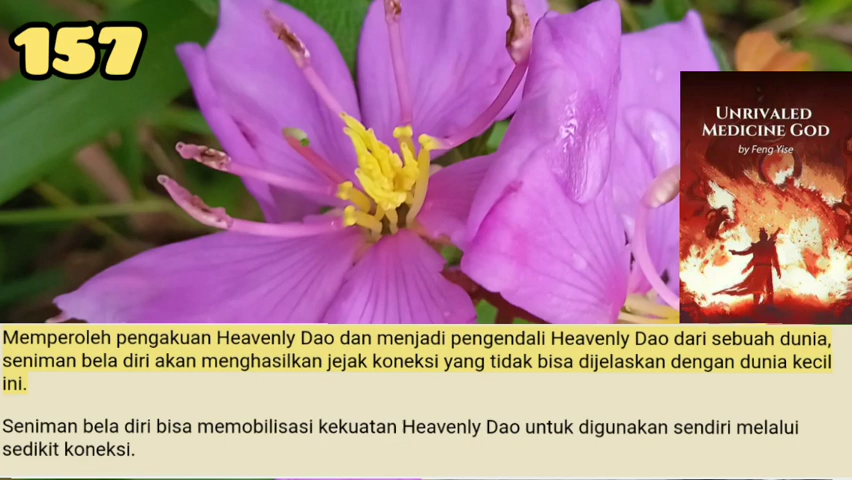 157
UNRIVALED
MEDICINE GOD
by Feng Yise
Memperoleh pengakuan Heavenly Dao dan menjadi pengendali Heavenly Dao dari sebuah dunia,
seniman bela diri akan menghasilkan jejak koneksi yang tidak bisa dijelaskan dengan dunia kecil
ini.
Seniman bela diri bisa memobilisasi kekuatan Heavenly Dao untuk digunakan sendiri melalui
sedikit koneksi.